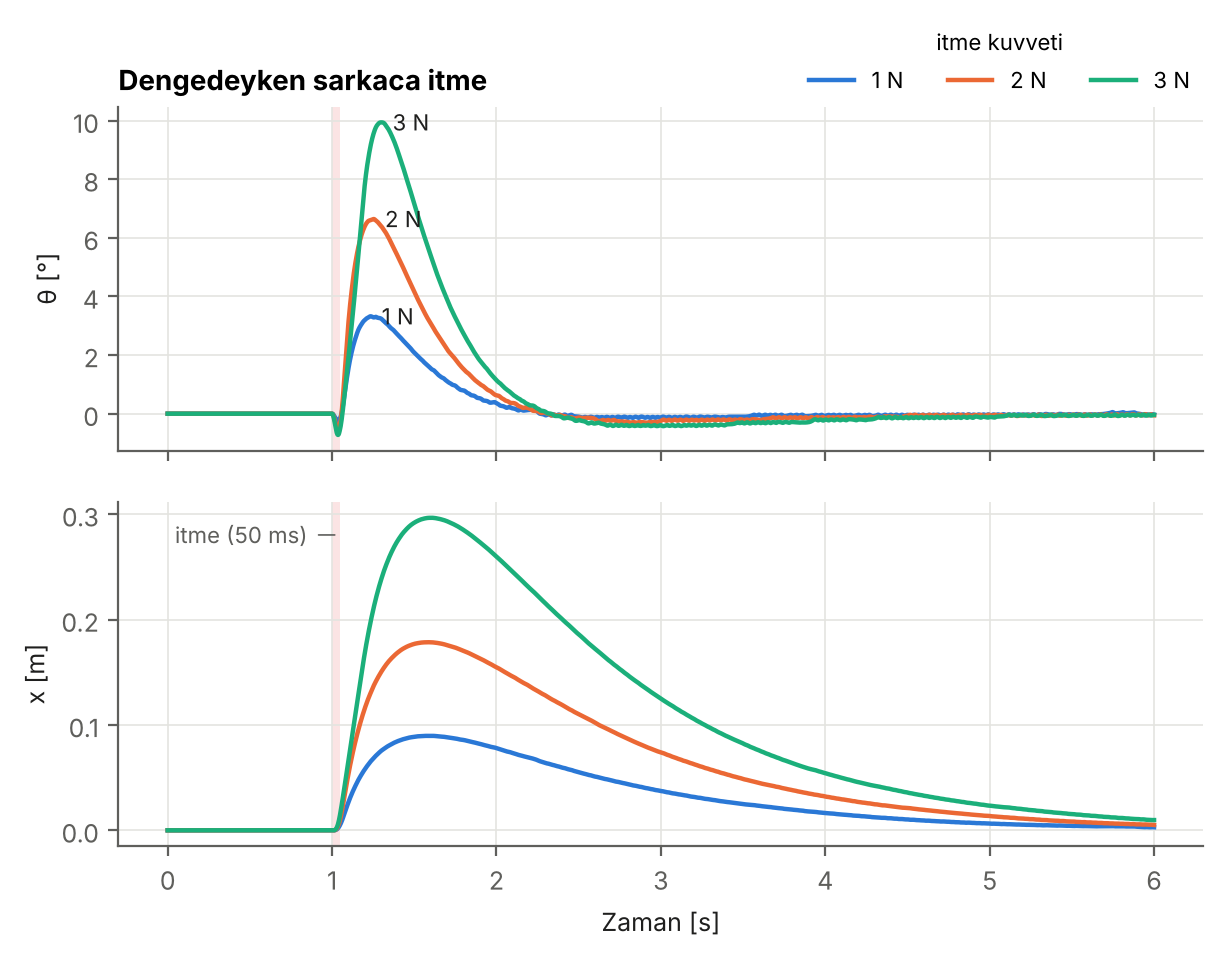 itme kuvveti
Dengedeyken sarkaca itme
1 N 2 N 3 N
10
8
6
4
2
0
θ [°]
3 N
2 N
1 N
0.3
0.2
0.1
0.0
x [m]
itme (50 ms)
0 1 2 3 4 5 6
Zaman [s]